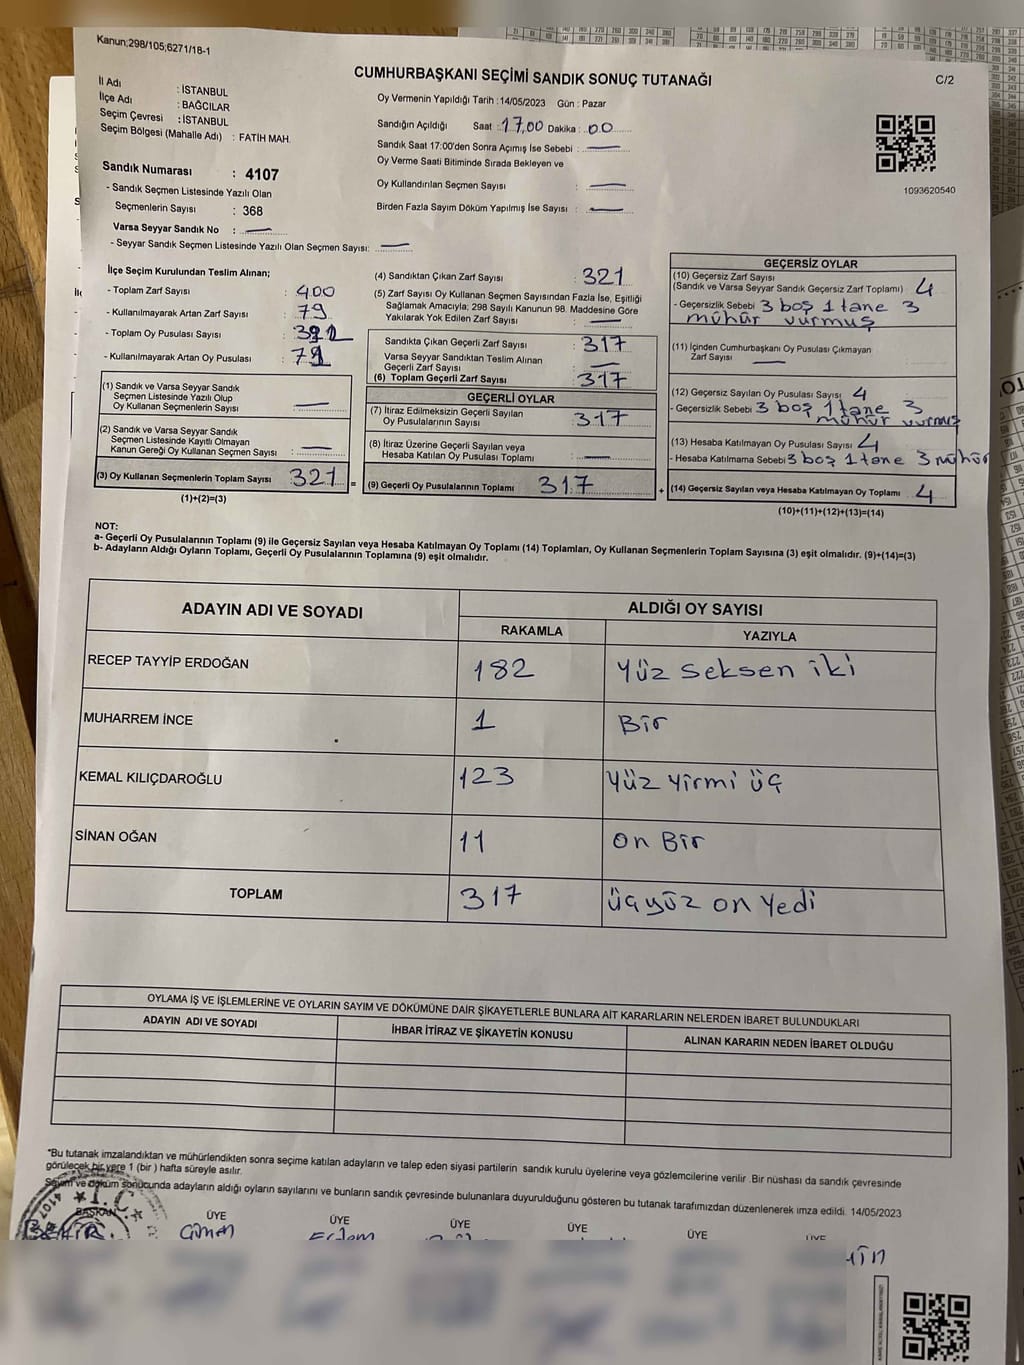 Kanun;298/105;6271/18-1
CUMHURBAŞKANI SEÇİMİ SANDIK SONUÇ TUTANAĞI
C/2
İl Adı : İSTANBUL
İlçe Adı : BAĞCILAR
Seçim Çevresi : İSTANBUL
Seçim Bölgesi (Mahalle Adı) : FATİH MAH.
Sandık Numarası : 4107
- Sandık Seçmen Listesinde Yazılı Olan
Seçmenlerin Sayısı : 368
Varsa Seyyar Sandık No : —
- Seyyar Sandık Seçmen Listesinde Yazılı Olan Seçmen Sayısı: —
Oy Vermenin Yapıldığı Tarih :14/05/2023 Gün : Pazar
Sandığın Açıldığı Saat :17,00 Dakika :00
Sandık Saat 17:00'den Sonra Açımış İse Sebebi : —
Oy Verme Saati Bitiminde Sırada Bekleyen ve
Oy Kullandırılan Seçmen Sayısı : —
Birden Fazla Sayım Döküm Yapılmış İse Sayısı : —
1093620540
İlçe Seçim Kurulundan Teslim Alınan;
- Toplam Zarf Sayısı : 400
- Kullanılmayarak Artan Zarf Sayısı : 79
- Toplam Oy Pusulası Sayısı :
- Kullanılmayarak Artan Oy Pusulası :
(1) Sandık ve Varsa Seyyar Sandık
Seçmen Listesinde Yazılı Olup
Oy Kullanan Seçmenlerin Sayısı : —
(2) Sandık ve Varsa Seyyar Sandık
Seçmen Listesinde Kayıtlı Olmayan
Kanun Gereği Oy Kullanan Seçmen Sayısı : —
(3) Oy Kullanan Seçmenlerin Toplam Sayısı : 321 =
(1)+(2)=(3)
(4) Sandıktan Çıkan Zarf Sayısı : 321
(5) Zarf Sayısı Oy Kullanan Seçmen Sayısından Fazla İse, Eşitliği
Sağlamak Amacıyla; 298 Sayılı Kanunun 98. Maddesine Göre
Yakılarak Yok Edilen Zarf Sayısı : —
Sandıkta Çıkan Geçerli Zarf Sayısı : 317
Varsa Seyyar Sandıktan Teslim Alınan
Geçerli Zarf Sayısı : —
(6) Toplam Geçerli Zarf Sayısı : 317
GEÇERLİ OYLAR
(7) İtiraz Edilmeksizin Geçerli Sayılan
Oy Pusulalarının Sayısı : 317
(8) İtiraz Üzerine Geçerli Sayılan veya
Hesaba Katılan Oy Pusulası Toplamı : —
(9) Geçerli Oy Pusulalarının Toplamı : 317 +
GEÇERSİZ OYLAR
(10) Geçersiz Zarf Sayısı
(Sandık ve Varsa Seyyar Sandık Geçersiz Zarf Toplamı) : 4
- Geçersizlik Sebebi 3 boş 1 tane 3
mühür vurmuş
(11) İçinden Cumhurbaşkanı Oy Pusulası Çıkmayan
Zarf Sayısı : —
(12) Geçersiz Sayılan Oy Pusulası Sayısı : 4
- Geçersizlik Sebebi 3 boş 1 tane 3
mühür vurmuş
(13) Hesaba Katılmayan Oy Pusulası Sayısı : 4
- Hesaba Katılmama Sebebi 3 boş 1 tane 3 mühür
(14) Geçersiz Sayılan veya Hesaba Katılmayan Oy Toplamı : 4
(10)+(11)+(12)+(13)=(14)
NOT:
a- Geçerli Oy Pusulalarının Toplamı (9) ile Geçersiz Sayılan veya Hesaba Katılmayan Oy Toplamı (14) Toplamları, Oy Kullanan Seçmenlerin Toplam Sayısına (3) eşit olmalıdır. (9)+(14)=(3)
b- Adayların Aldığı Oyların Toplamı, Geçerli Oy Pusulalarının Toplamına (9) eşit olmalıdır.
ADAYIN ADI VE SOYADI ALDIĞI OY SAYISI
RAKAMLA YAZIYLA
RECEP TAYYİP ERDOĞAN 182 Yüz seksen iki
MUHARREM İNCE 1 Bir
KEMAL KILIÇDAROĞLU 123 Yüz Yirmi üç
SİNAN OĞAN 11 on Bir
TOPLAM 317 üçyüz on yedi
OYLAMA İŞ VE İŞLEMLERİNE VE OYLARIN SAYIM VE DÖKÜMÜNE DAİR ŞİKAYETLERLE BUNLARA AİT KARARLARIN NELERDEN İBARET BULUNDUKLARI
ADAYIN ADI VE SOYADI İHBAR İTİRAZ VE ŞİKAYETİN KONUSU ALINAN KARARIN NEDEN İBARET OLDUĞU
*Bu tutanak imzalandıktan ve mühürlendikten sonra seçime katılan adayların ve talep eden siyasi partilerin sandık kurulu üyelerine veya gözlemcilerine verilir .Bir nüshası da sandık çevresinde
görülecek bir yere 1 (bir ) hafta süreyle asılır.
Sayım ve döküm sonucunda adayların aldığı oyların sayılarını ve bunların sandık çevresinde bulunanlara duyurulduğunu gösteren bu tutanak tarafımızdan düzenlenerek imza edildi. 14/05/2023
BAŞKAN ÜYE ÜYE ÜYE ÜYE ÜYE ÜYE
4107 T.C.